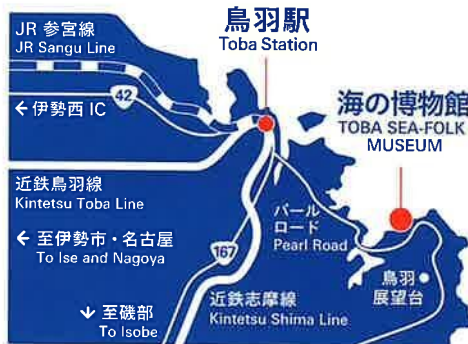 鳥羽駅
Toba Station
JR 参宮線
JR Sangu Line
42
← 伊勢西 IC
海の博物館
TOBA SEA-FOLK
MUSEUM
近鉄鳥羽線
Kintetsu Toba Line
パール
ロード
Pearl Road
← 至伊勢市・名古屋
To Ise and Nagoya
167
鳥羽
展望台
↓ 至磯部
To Isobe
近鉄志摩線
Kintetsu Shima Line